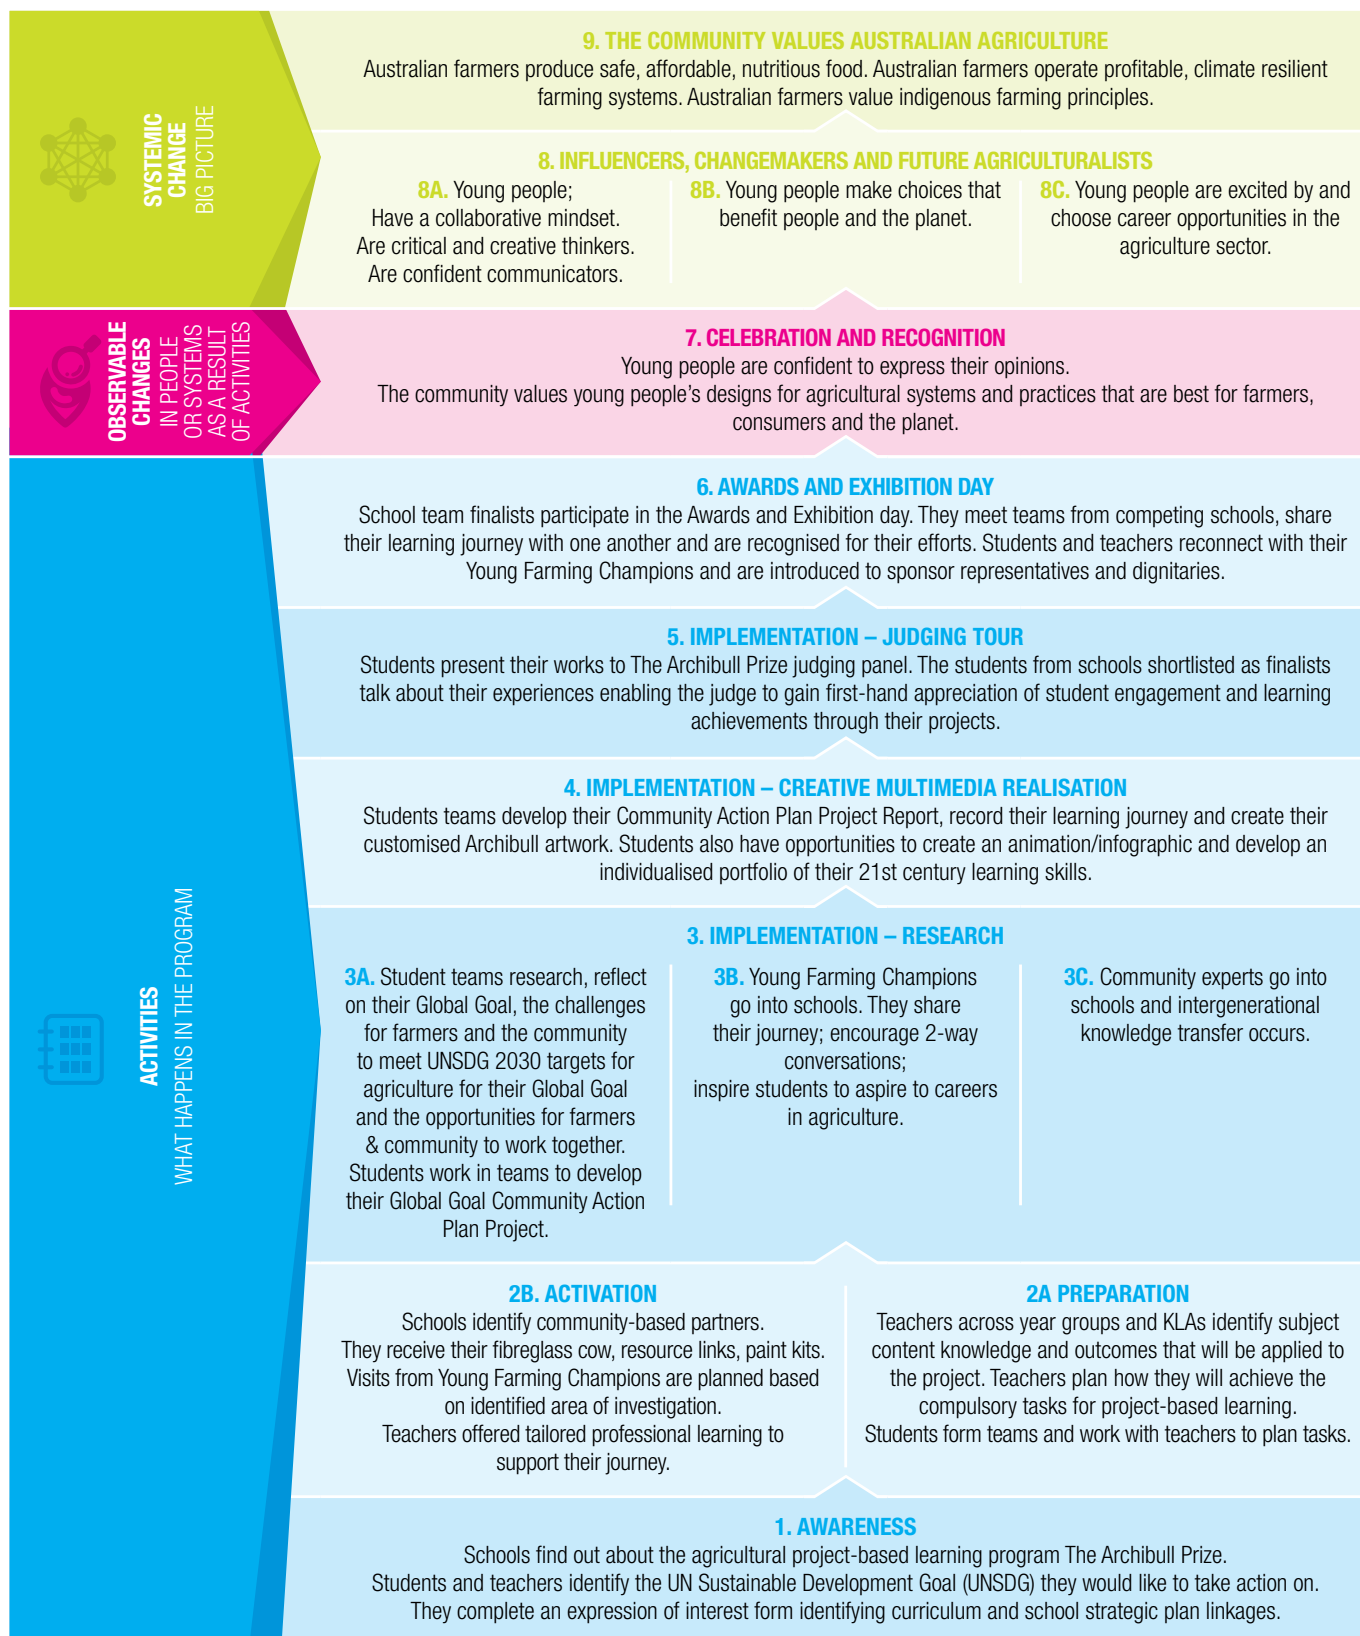 SYSTEMIC
CHANGE
BIG PICTURE
9. THE COMMUNITY VALUES AUSTRALIAN AGRICULTURE
Australian farmers produce safe, affordable, nutritious food. Australian farmers operate profitable, climate resilient
farming systems. Australian farmers value indigenous farming principles.
8. INFLUENCERS, CHANGEMAKERS AND FUTURE AGRICULTURALISTS
8A. Young people;
Have a collaborative mindset.
Are critical and creative thinkers.
Are confident communicators.
8B. Young people make choices that
benefit people and the planet.
8C. Young people are excited by and
choose career opportunities in the
agriculture sector.
OBSERVABLE
CHANGES
IN PEOPLE
OR SYSTEMS
AS A RESULT
OF ACTIVITIES
7. CELEBRATION AND RECOGNITION
Young people are confident to express their opinions.
The community values young people's designs for agricultural systems and practices that are best for farmers,
consumers and the planet.
ACTIVITIES
WHAT HAPPENS IN THE PROGRAM
6. AWARDS AND EXHIBITION DAY
School team finalists participate in the Awards and Exhibition day. They meet teams from competing schools, share
their learning journey with one another and are recognised for their efforts. Students and teachers reconnect with their
Young Farming Champions and are introduced to sponsor representatives and dignitaries.
5. IMPLEMENTATION – JUDGING TOUR
Students present their works to The Archibull Prize judging panel. The students from schools shortlisted as finalists
talk about their experiences enabling the judge to gain first-hand appreciation of student engagement and learning
achievements through their projects.
4. IMPLEMENTATION – CREATIVE MULTIMEDIA REALISATION
Students teams develop their Community Action Plan Project Report, record their learning journey and create their
customised Archibull artwork. Students also have opportunities to create an animation/infographic and develop an
individualised portfolio of their 21st century learning skills.
3. IMPLEMENTATION – RESEARCH
3A. Student teams research, reflect
on their Global Goal, the challenges
for farmers and the community
to meet UNSDG 2030 targets for
agriculture for their Global Goal
and the opportunities for farmers
& community to work together.
Students work in teams to develop
their Global Goal Community Action
Plan Project.
3B. Young Farming Champions
go into schools. They share
their journey; encourage 2-way
conversations;
inspire students to aspire to careers
in agriculture.
3C. Community experts go into
schools and intergenerational
knowledge transfer occurs.
2B. ACTIVATION
Schools identify community-based partners.
They receive their fibreglass cow, resource links, paint kits.
Visits from Young Farming Champions are planned based
on identified area of investigation.
Teachers offered tailored professional learning to
support their journey.
2A PREPARATION
Teachers across year groups and KLAs identify subject
content knowledge and outcomes that will be applied to
the project. Teachers plan how they will achieve the
compulsory tasks for project-based learning.
Students form teams and work with teachers to plan tasks.
1. AWARENESS
Schools find out about the agricultural project-based learning program The Archibull Prize.
Students and teachers identify the UN Sustainable Development Goal (UNSDG) they would like to take action on.
They complete an expression of interest form identifying curriculum and school strategic plan linkages.